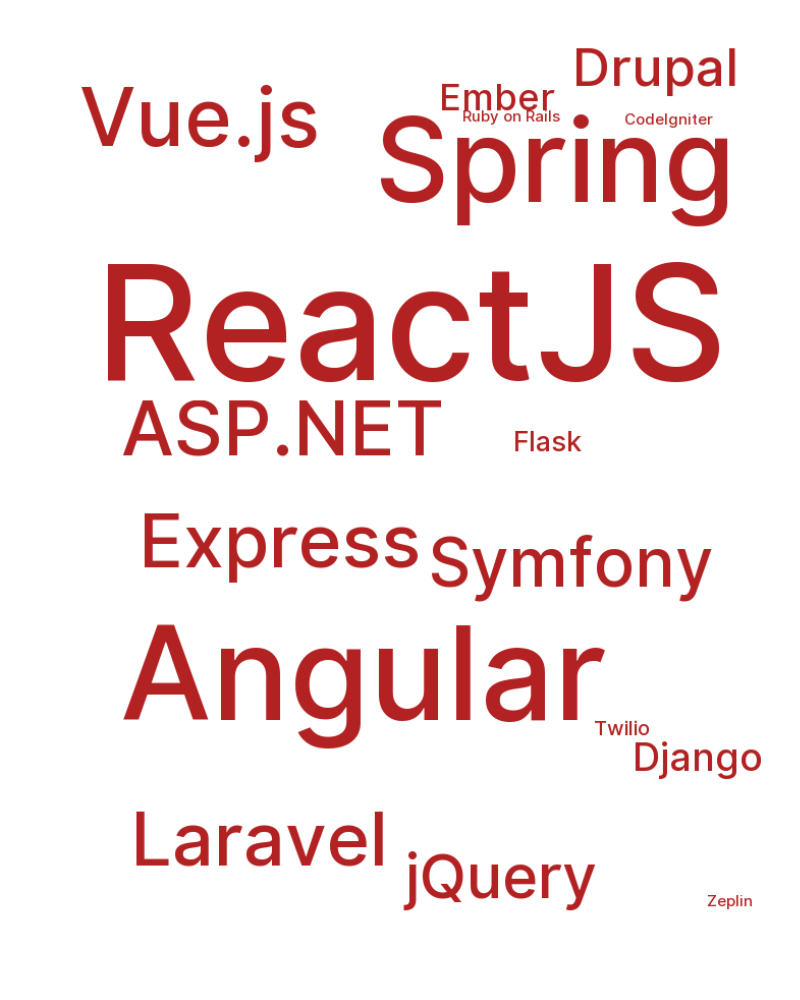 Drupal
Vue.js
Ember
Ruby on Rails
CodeIgniter
Spring
ReactJS
ASP.NET
Flask
Express
Symfony
Angular
Twilio
Django
Laravel
jQuery
Zeplin